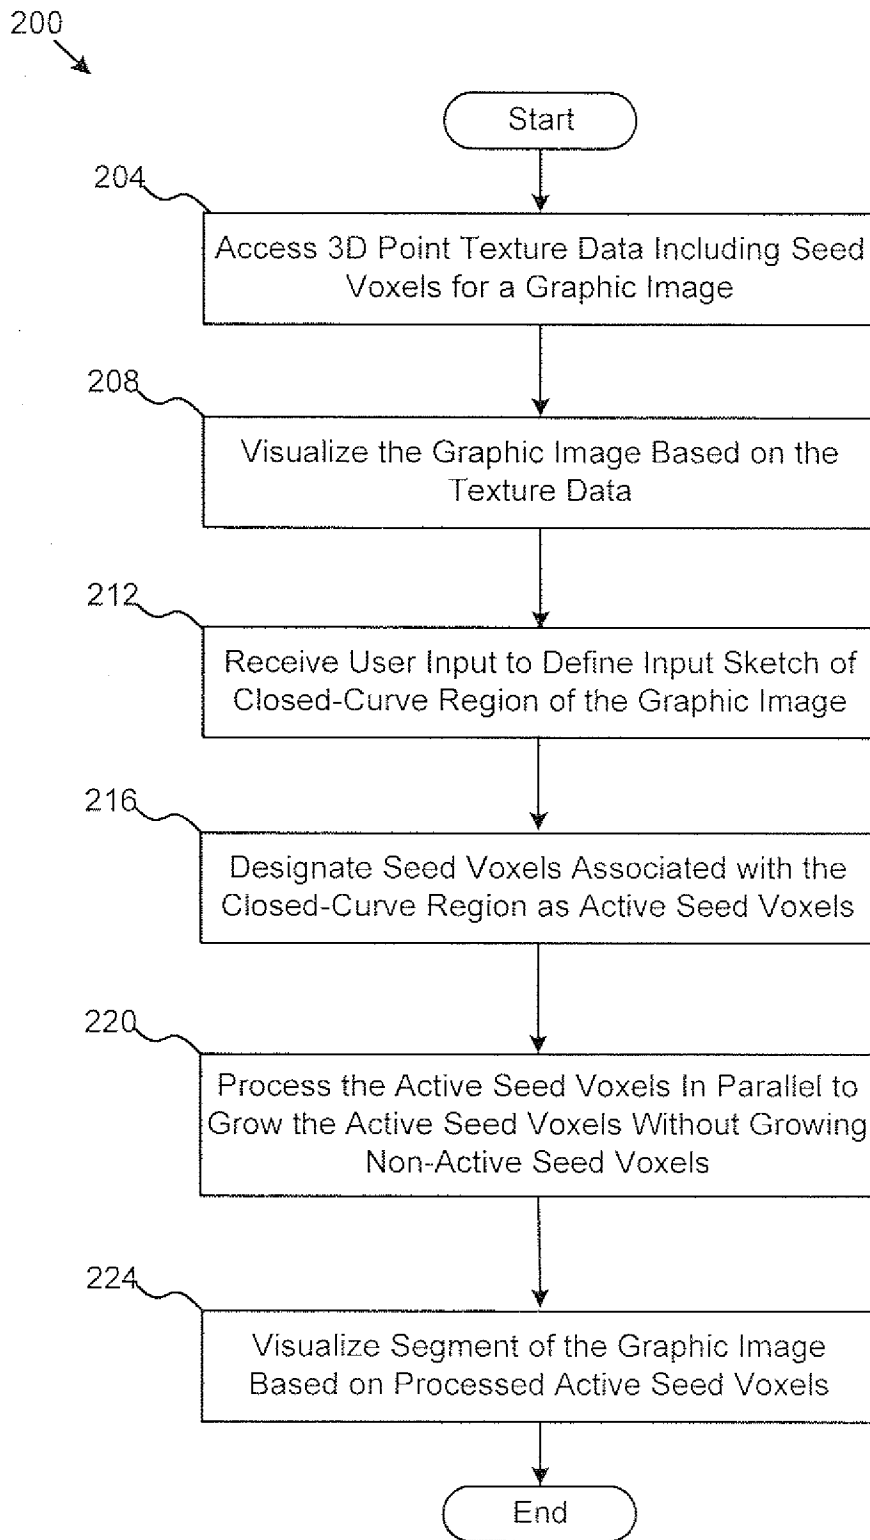 200
Start
204
Access 3D Point Texture Data Including Seed
Voxels for a Graphic Image
208
Visualize the Graphic Image Based on the
Texture Data
212
Receive User Input to Define Input Sketch of
Closed-Curve Region of the Graphic Image
216
Designate Seed Voxels Associated with the
Closed-Curve Region as Active Seed Voxels
220
Process the Active Seed Voxels In Parallel to
Grow the Active Seed Voxels Without Growing
Non-Active Seed Voxels
224
Visualize Segment of the Graphic Image
Based on Processed Active Seed Voxels
End